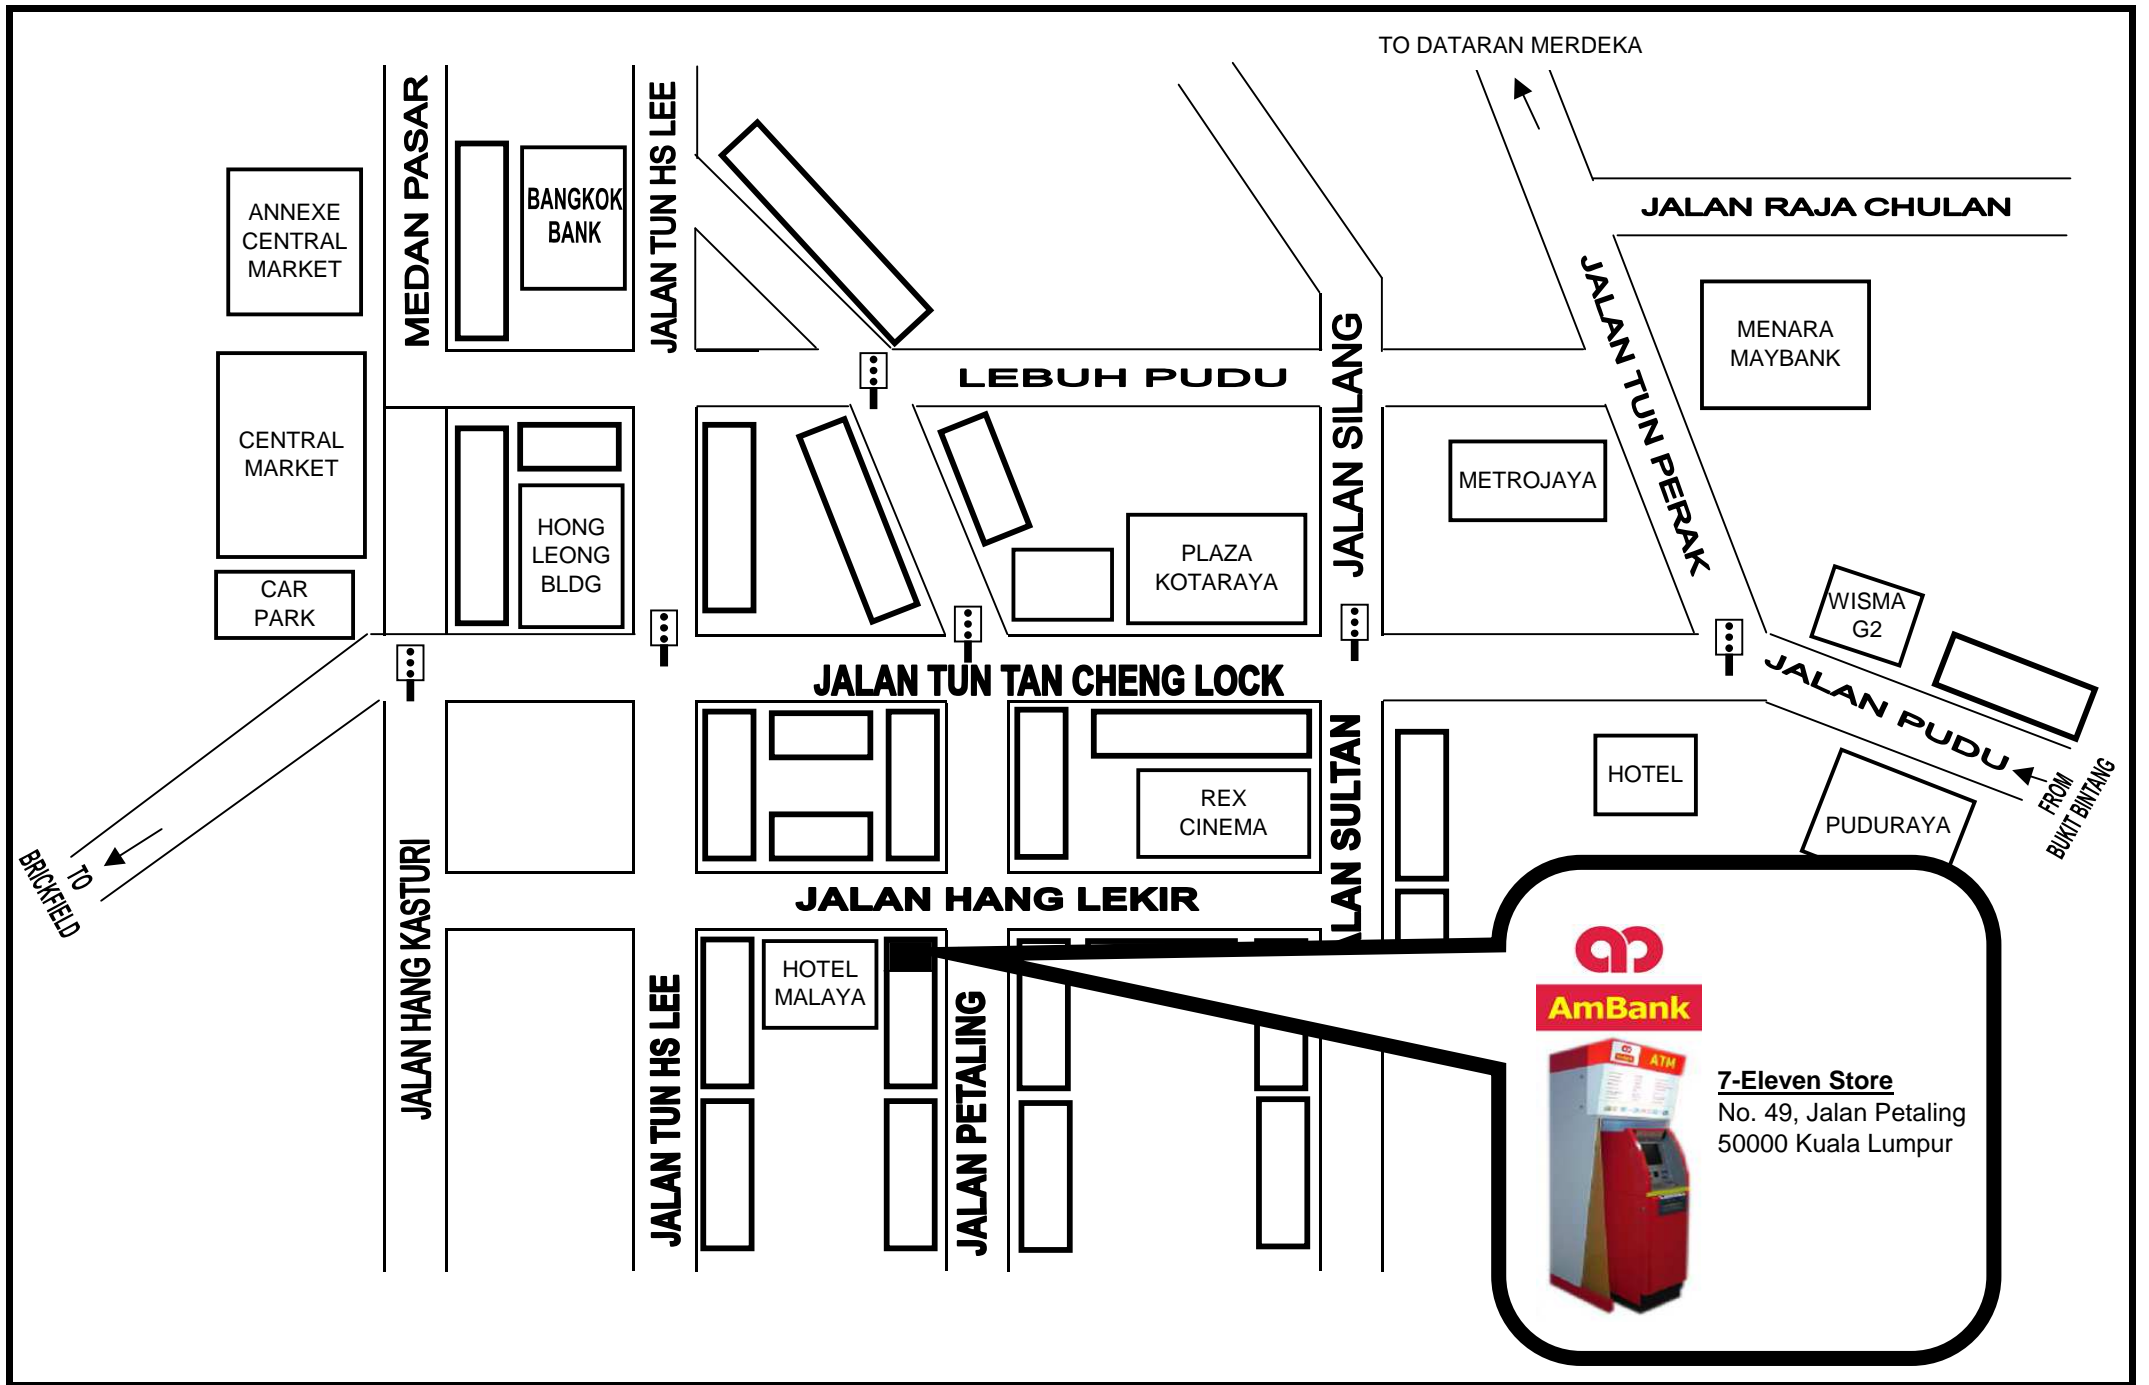 TO DATARAN MERDEKA
MEDAN PASAR
JALAN TUN HS LEE
ANNEXE
CENTRAL
MARKET
BANGKOK
BANK
JALAN RAJA CHULAN
JALAN TUN PERAK
MENARA
MAYBANK
LEBUH PUDU
JALAN SILANG
CENTRAL
MARKET
METROJAYA
HONG
LEONG
BLDG
PLAZA
KOTARAYA
CAR
PARK
WISMA
G2
JALAN TUN TAN CHENG LOCK
JALAN PUDU
FROM
BUKIT BINTANG
HOTEL
REX
CINEMA
LAN SULTAN
PUDURAYA
TO
BRICKFIELD
JALAN HANG KASTURI
JALAN HANG LEKIR
HOTEL
MALAYA
JALAN TUN HS LEE
JALAN PETALING
AmBank
ATM
7-Eleven Store
No. 49, Jalan Petaling
50000 Kuala Lumpur